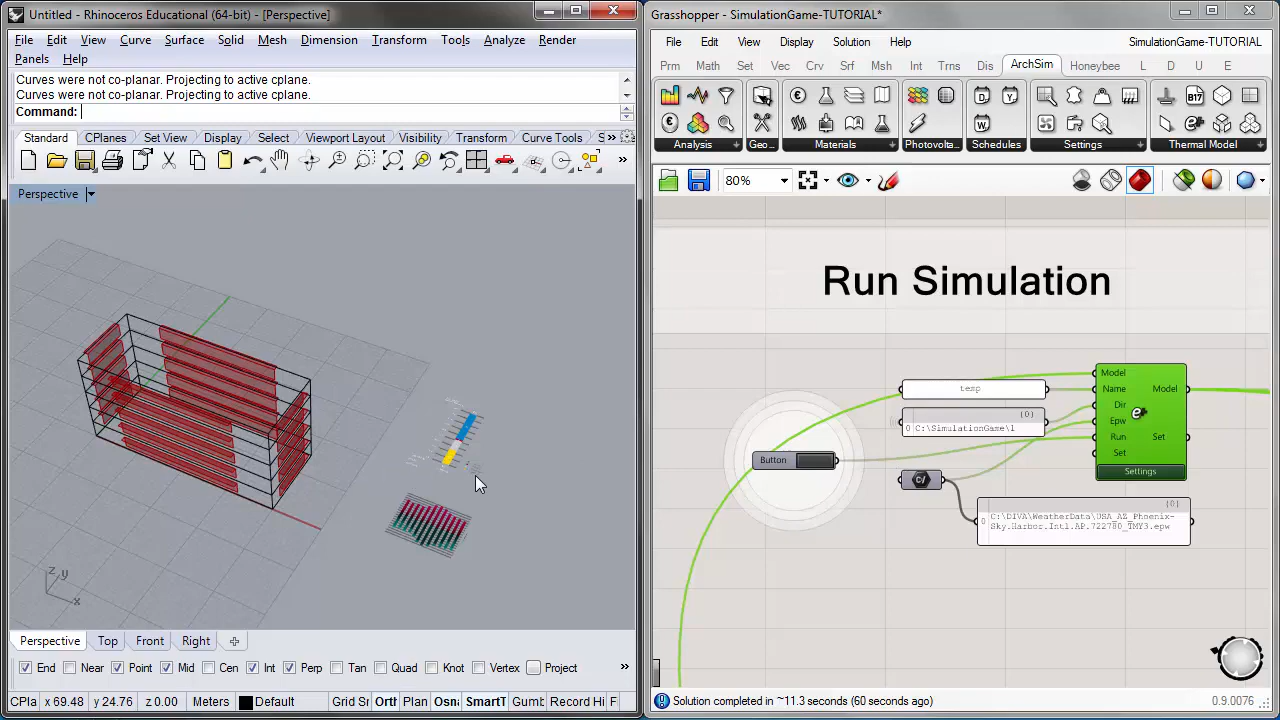 Untitled - Rhinoceros Educational (64-bit) - [Perspective]
File Edit View Curve Surface Solid Mesh Dimension Transform Tools Analyze Render
Panels Help
Curves were not co-planar. Projecting to active cplane.
Curves were not co-planar. Projecting to active cplane.
Command:
Standard CPlanes Set View Display Select Viewport Layout Visibility Transform Curve Tools S »
»
Perspective
z y
x
Perspective Top Front Right
End Near Point Mid Cen Int Perp Tan Quad Knot Vertex Project »
CPla x 69.48 y 24.76 z 0.00 Meters Default Grid Sr Orth Plan Osna SmartT Gumb Record Hi F
Grasshopper - SimulationGame-TUTORIAL*
File Edit View Display Solution Help SimulationGame-TUTORIAL
Prm Math Set Vec Crv Srf Msh Int Trns Dis ArchSim Honeybee L D U E
Analysis Geo... Materials Photovolta... Schedules Settings Thermal Model
80%
Run Simulation
Model
temp Name Model
{0} Dir
0 C:\SimulationGame\1 Epw
Button Run Set
Set
C/ Settings
{0}
0 C:\DIVA\WeatherData\USA_AZ_Phoenix-
Sky.Harbor.Intl.AP.722780_TMY3.epw
Solution completed in ~11.3 seconds (60 seconds ago) 0.9.0076